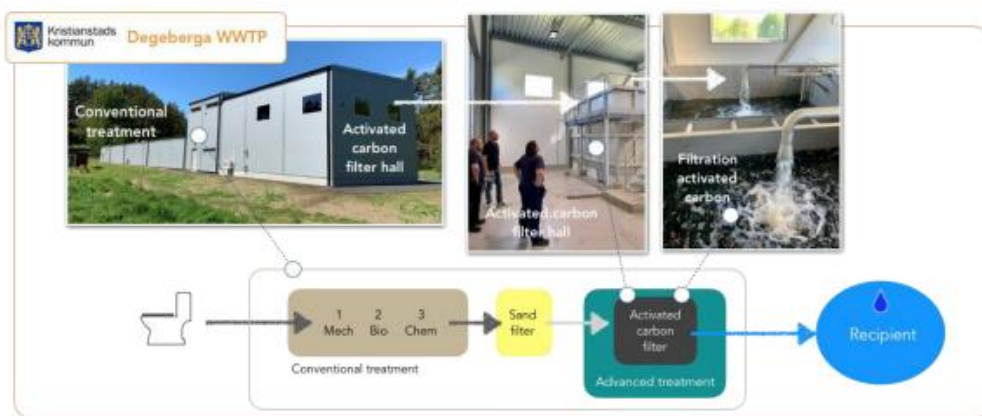 Kristianstads
kommun
Degeberga WWTP
Conventional
treatment
Activated
carbon
filter hall
Activated carbon
filter hall
Filtration
activated
carbon
1 2 3
Mech Bio Chem
Sand
filter
Activated
carbon
filter
Recipient
Conventional treatment
Advanced treatment